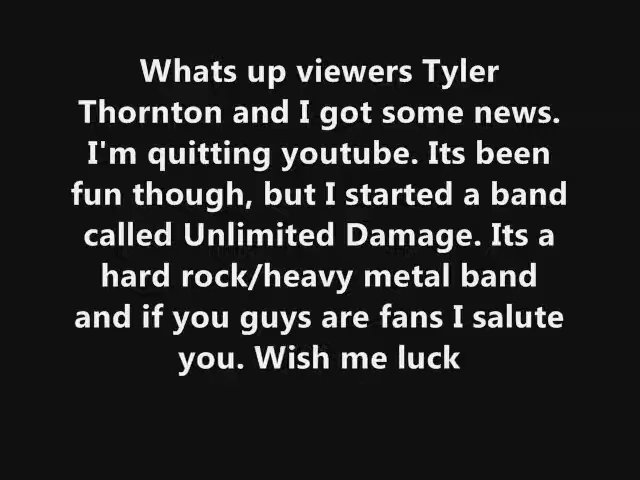 Whats up viewers Tyler
Thornton and I got some news.
I'm quitting youtube. Its been
fun though, but I started a band
called Unlimited Damage. Its a
hard rock/heavy metal band
and if you guys are fans I salute
you. Wish me luck